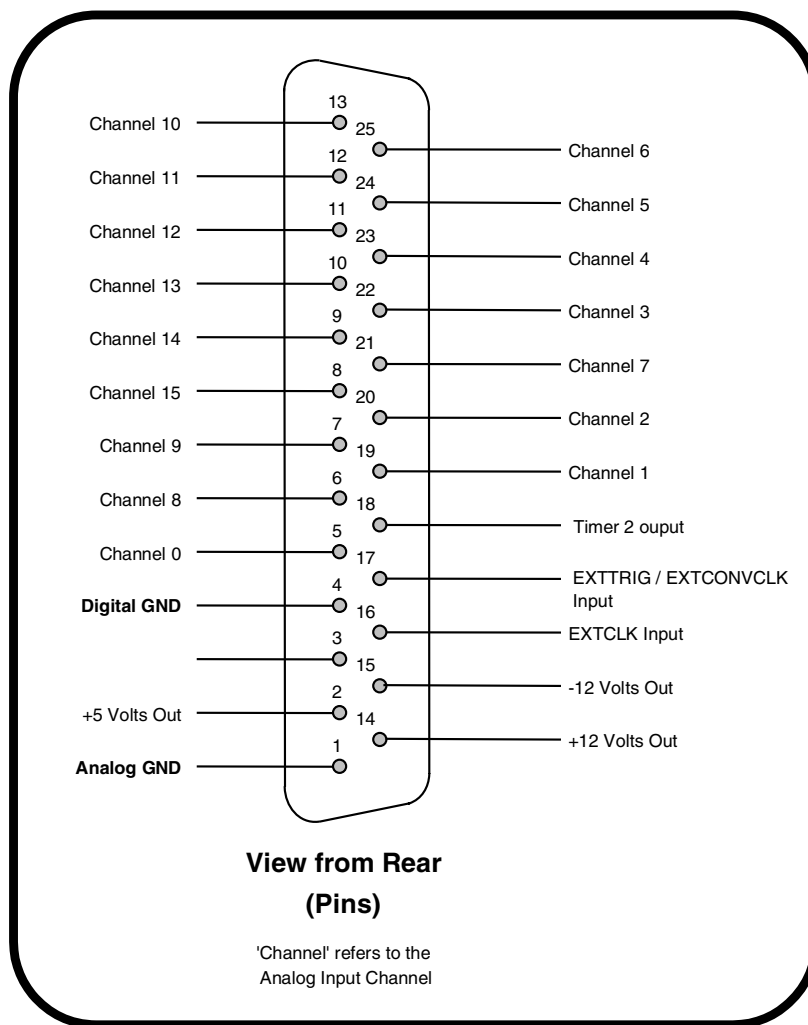 13
Channel 10
25
Channel 6
12
Channel 11
24
Channel 5
11
Channel 12
23
Channel 4
10
Channel 13
22
Channel 3
9
Channel 14
21
Channel 7
8
Channel 15
20
Channel 2
7
Channel 9
19
Channel 1
6
Channel 8
18
Timer 2 ouput
5
Channel 0
17
EXTTRIG / EXTCONVCLK
Input
4
Digital GND
16
EXTCLK Input
3
15
-12 Volts Out
2
+5 Volts Out
14
+12 Volts Out
1
Analog GND
View from Rear
(Pins)
'Channel' refers to the
Analog Input Channel